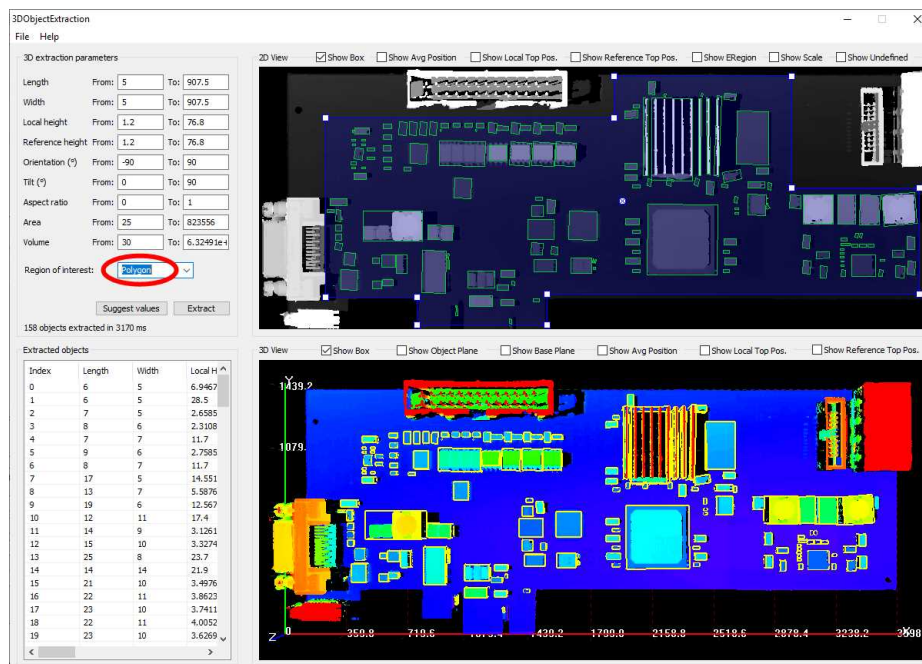 3DObjectExtraction
File Help
3D extraction parameters
Length From: 5 To: 907.5
Width From: 5 To: 907.5
Local height From: 1.2 To: 76.8
Reference height From: 1.2 To: 76.8
Orientation (°) From: -90 To: 90
Tilt (°) From: 0 To: 90
Aspect ratio From: 0 To: 1
Area From: 25 To: 823556
Volume From: 30 To: 6.32491e+
Region of interest: Polygon
Suggest values Extract
158 objects extracted in 3170 ms
2D View Show Box Show Avg Position Show Local Top Pos. Show Reference Top Pos. Show ERegion Show Scale Show Undefined
Extracted objects
Index Length Width Local H
0 6 5 6.9467
1 6 5 28.5
2 7 5 2.6585
3 8 6 2.3108
4 7 7 11.7
5 9 6 2.7585
6 8 7 11.7
7 17 5 14.551
8 13 7 5.5876
9 19 6 12.567
10 12 11 17.4
11 14 9 3.1261
12 15 10 3.3274
13 25 8 23.7
14 14 14 21.9
15 21 10 3.4976
16 22 11 3.8623
17 23 10 3.7411
18 22 11 4.0052
19 23 10 3.6269
3D View Show Box Show Object Plane Show Base Plane Show Avg Position Show Local Top Pos. Show Reference Top Pos.
Y
1439.2
1079.
Z 0 359.8 719.6 1439.2 1799.0 2158.8 2518.6 2878.4 3238.2